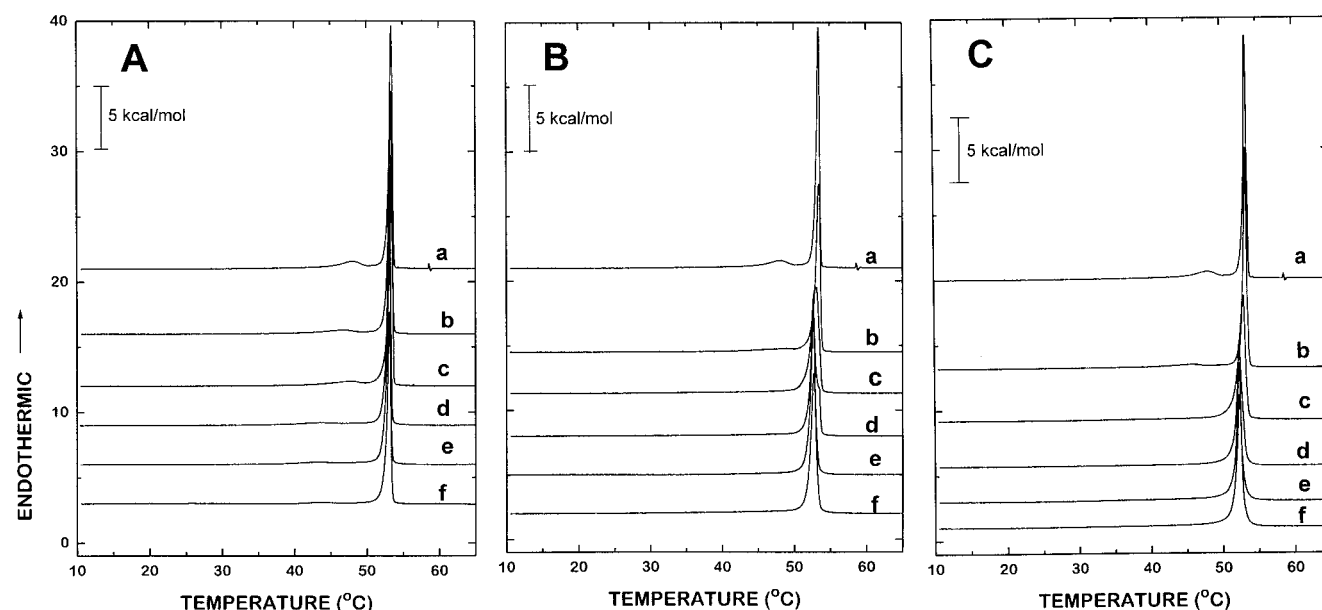 A
B
C
5 kcal/mol
5 kcal/mol
5 kcal/mol
ENDOTHERMIC
40
30
20
10
0
a
b
c
d
e
f
a
b
c
d
e
f
a
b
c
d
e
f
10 20 30 40 50 60
10 20 30 40 50 60
10 20 30 40 50 60
TEMPERATURE (°C)
TEMPERATURE (°C)
TEMPERATURE (°C)